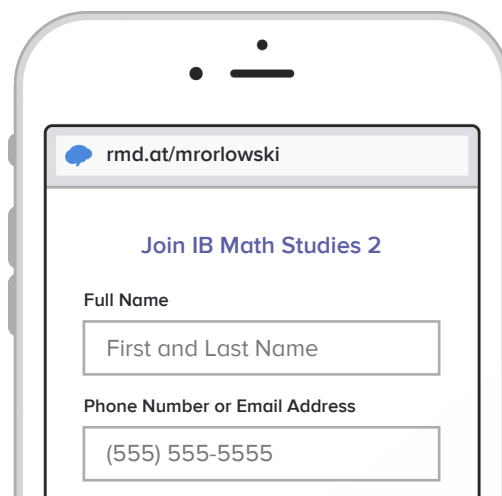 rmd.at/mrorlowski
Join IB Math Studies 2
Full Name
First and Last Name
Phone Number or Email Address
(555) 555-5555